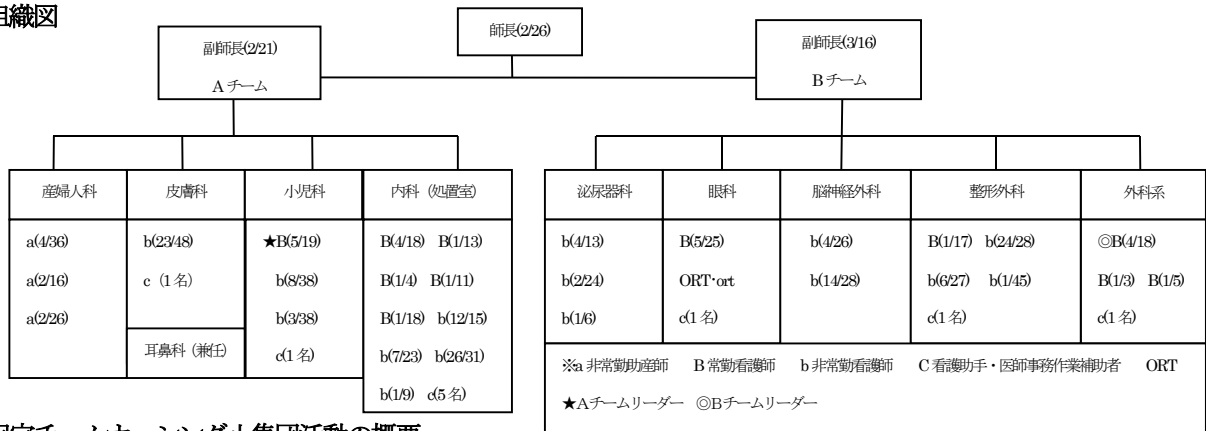 組織図
師長(2/26)
副師長(2/21)
Aチーム
副師長(3/16)
Bチーム
産婦人科 皮膚科 小児科 内科（処置室）
a(4/36) b(23/48) ★B(5/19) B(4/18) B(1/13)
a(2/16) c（1名） b(8/38) B(1/4) B(1/11)
a(2/26) b(3/38) B(1/18) b(12/15)
耳鼻科（兼任） c(1名) b(7/23) b(26/31)
b(1/9) c(5名)
泌尿器科 眼科 脳神経外科 整形外科 外科系
b(4/13) B(5/25) b(4/26) B(1/17) b(24/28) ◎B(4/18)
b(2/24) ORT・ort b(14/28) b(6/27) b(1/45) B(1/3) B(1/5)
b(1/6) c(1名) c(1名) c(1名)
※a 非常勤助産師 B 常勤看護師 b 非常勤看護師 C 看護助手・医師事務作業補助者 ORT
★Aチームリーダー ◎Bチームリーダー